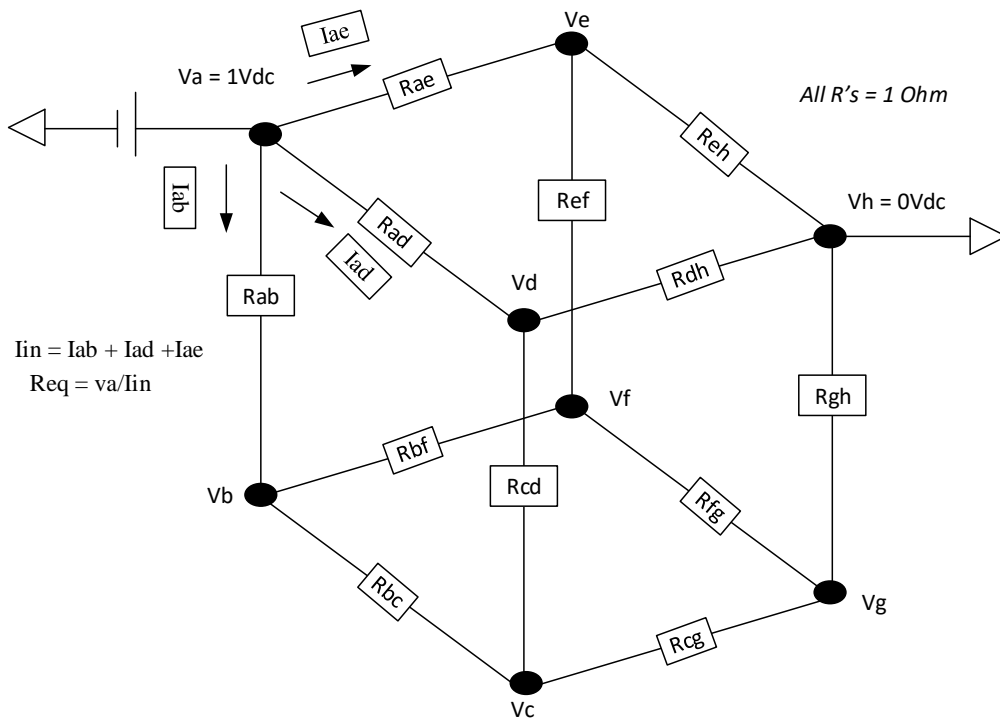 Iae
Ve
Va = 1Vdc
Rae
All R's = 1 Ohm
Reh
Iab
Ref
Vh = 0Vdc
Rad
Iad
Rdh
Vd
Rab
Iin = Iab + Iad +Iae
Req = va/Iin
Rgh
Vf
Rbf
Rcd
Vb
Rfg
Rbc
Vg
Rcg
Vc